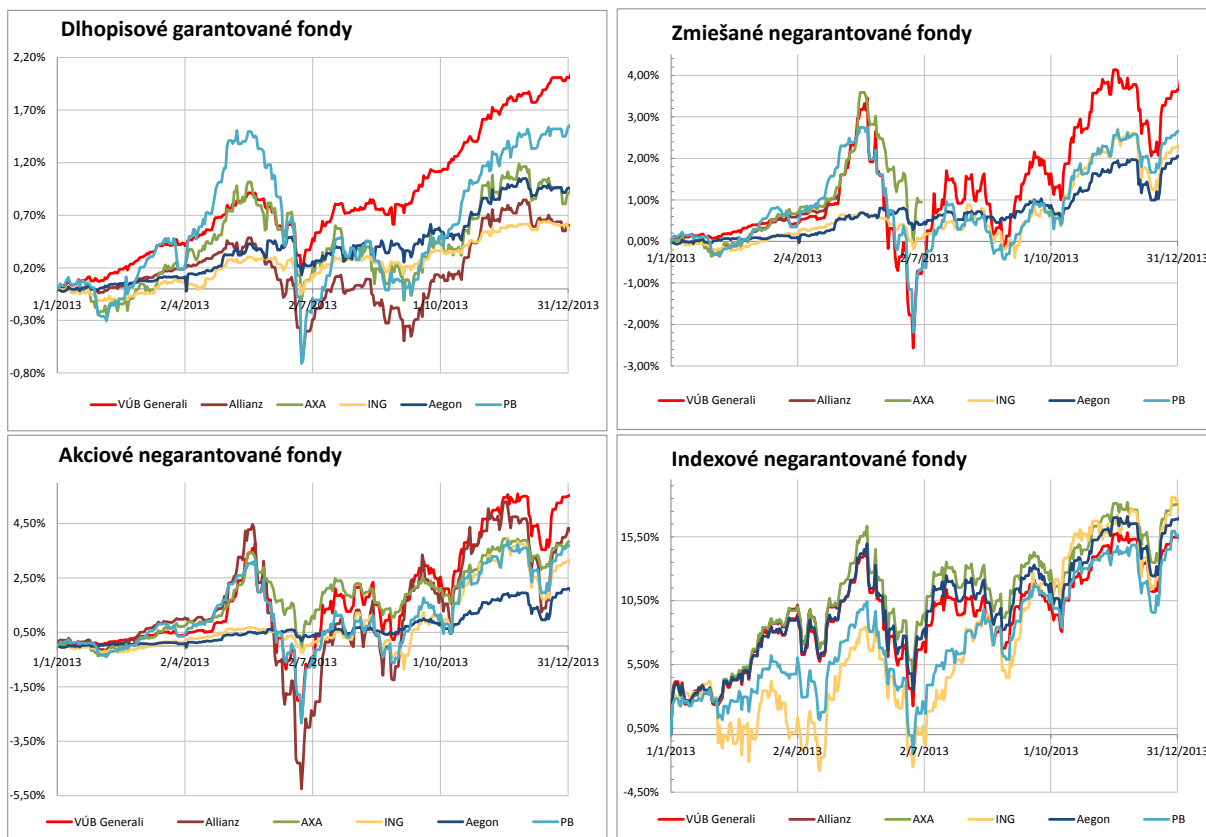 Dlhopisové garantované fondy
2,20%
1,70%
1,20%
0,70%
0,20%
-0,30%
-0,80%
1/1/2013 2/4/2013 2/7/2013 1/10/2013 31/12/2013
VÚB Generali Allianz AXA ING Aegon PB
Zmiešané negarantované fondy
4,00%
3,00%
2,00%
1,00%
0,00%
-1,00%
-2,00%
-3,00%
1/1/2013 2/4/2013 2/7/2013 1/10/2013 31/12/2013
VÚB Generali Allianz AXA ING Aegon PB
Akciové negarantované fondy
4,50%
2,50%
0,50%
-1,50%
-3,50%
-5,50%
1/1/2013 2/4/2013 2/7/2013 1/10/2013 31/12/2013
VÚB Generali Allianz AXA ING Aegon PB
Indexové negarantované fondy
15,50%
10,50%
5,50%
0,50%
-4,50%
1/1/2013 2/4/2013 2/7/2013 1/10/2013 31/12/2013
VÚB Generali Allianz AXA ING Aegon PB